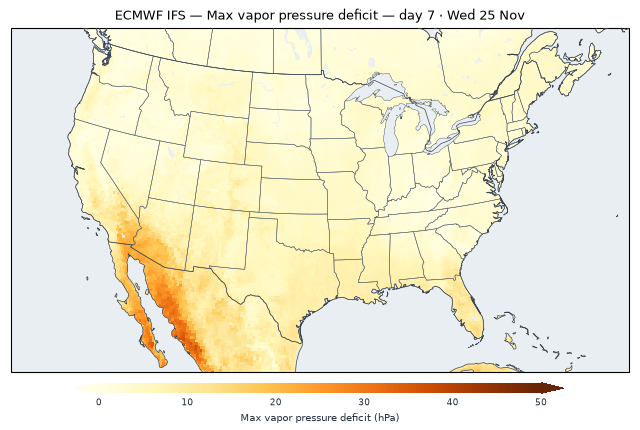 ECMWF IFS — Max vapor pressure deficit — day 7 · Wed 25 Nov
0 10 20 30 40 50
Max vapor pressure deficit (hPa)